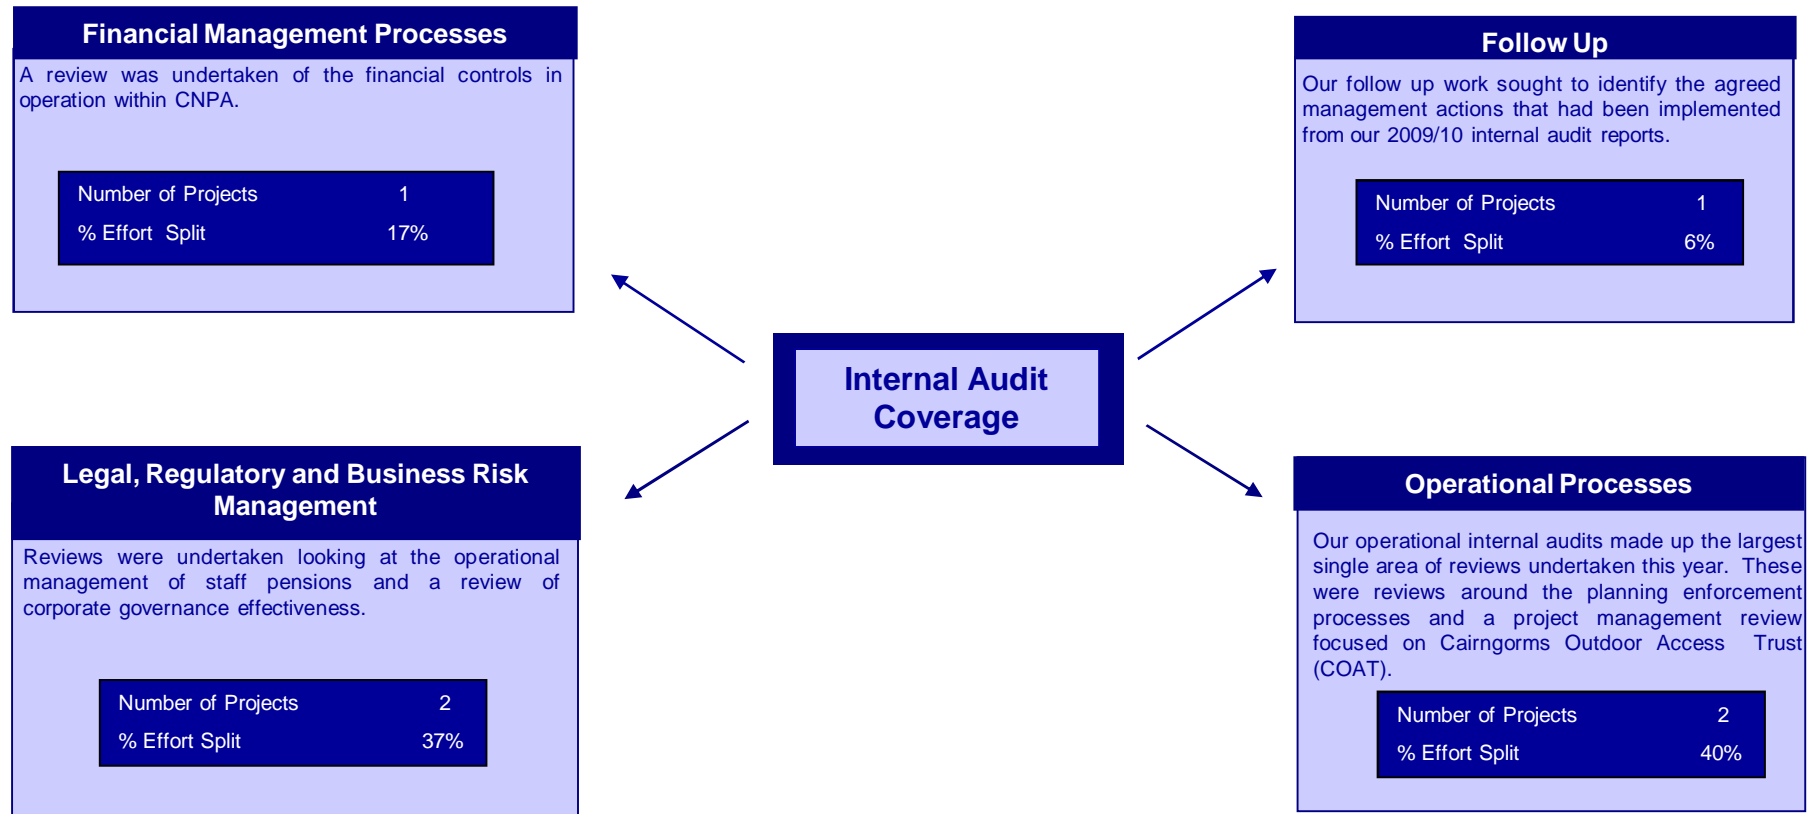 Financial Management Processes
A review was undertaken of the financial controls in
operation within CNPA.
Number of Projects 1
% Effort Split 17%
Follow Up
Our follow up work sought to identify the agreed
management actions that had been implemented
from our 2009/10 internal audit reports.
Number of Projects 1
% Effort Split 6%
Internal Audit
Coverage
Legal, Regulatory and Business Risk
Management
Reviews were undertaken looking at the operational
management of staff pensions and a review of
corporate governance effectiveness.
Number of Projects 2
% Effort Split 37%
Operational Processes
Our operational internal audits made up the largest
single area of reviews undertaken this year. These
were reviews around the planning enforcement
processes and a project management review
focused on Cairngorms Outdoor Access Trust
(COAT).
Number of Projects 2
% Effort Split 40%